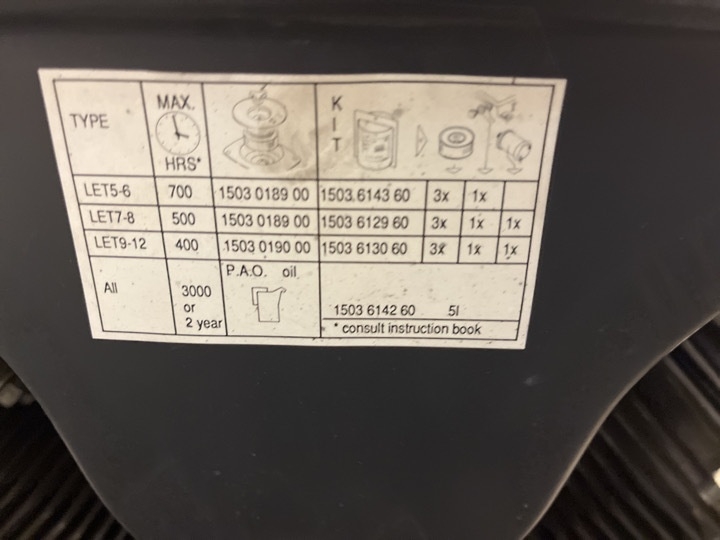 TYPE MAX. HRS* KIT
LET5-6 700 1503 0189 00 1503 6143 60 3x 1x
LET7-8 500 1503 0189 00 1503 6129 60 3x 1x 1x
LET9-12 400 1503 0190 00 1503 6130 60 3x 1x 1x
P.A.O. oil
All 3000
or
2 year
1503 6142 60 5l
* consult instruction book